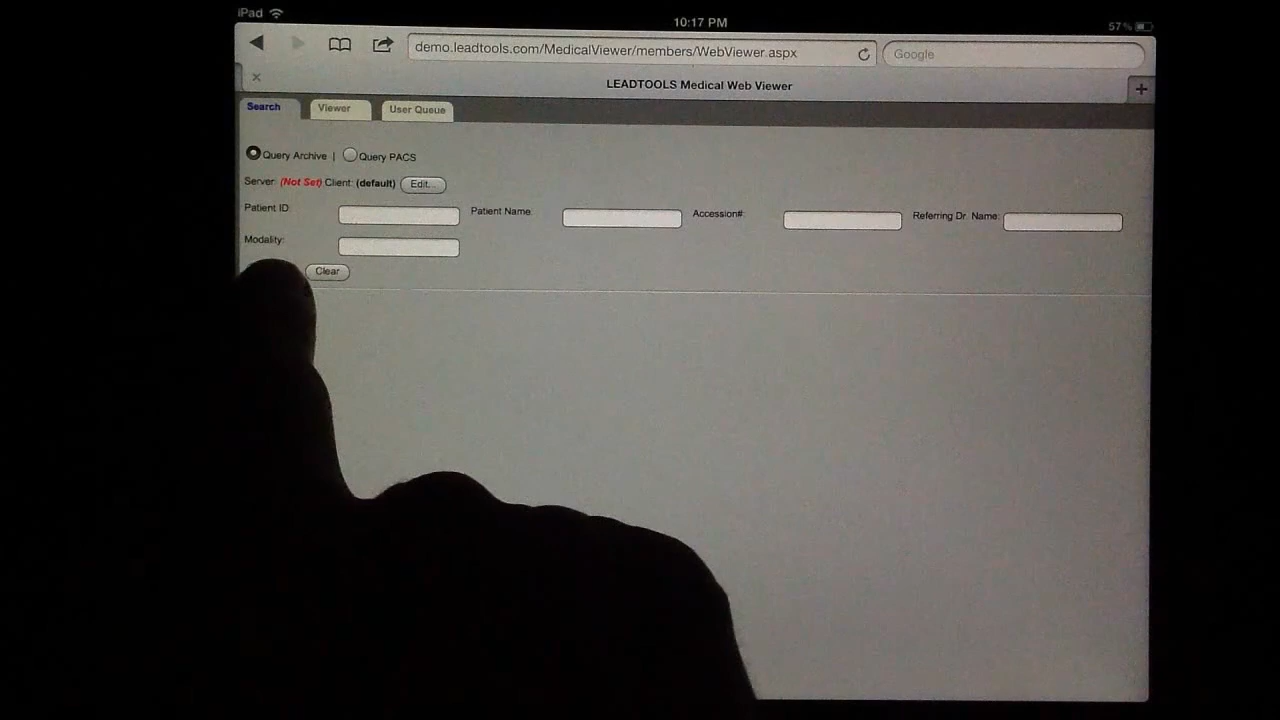 iPad 10:17 PM 57%
demo.leadtools.com/MedicalViewer/members/WebViewer.aspx Google
LEADTOOLS Medical Web Viewer
Search Viewer User Queue
Query Archive | Query PACS
Server: (Not Set) Client: (default) Edit...
Patient ID: Patient Name: Accession#: Referring Dr. Name:
Modality:
Clear